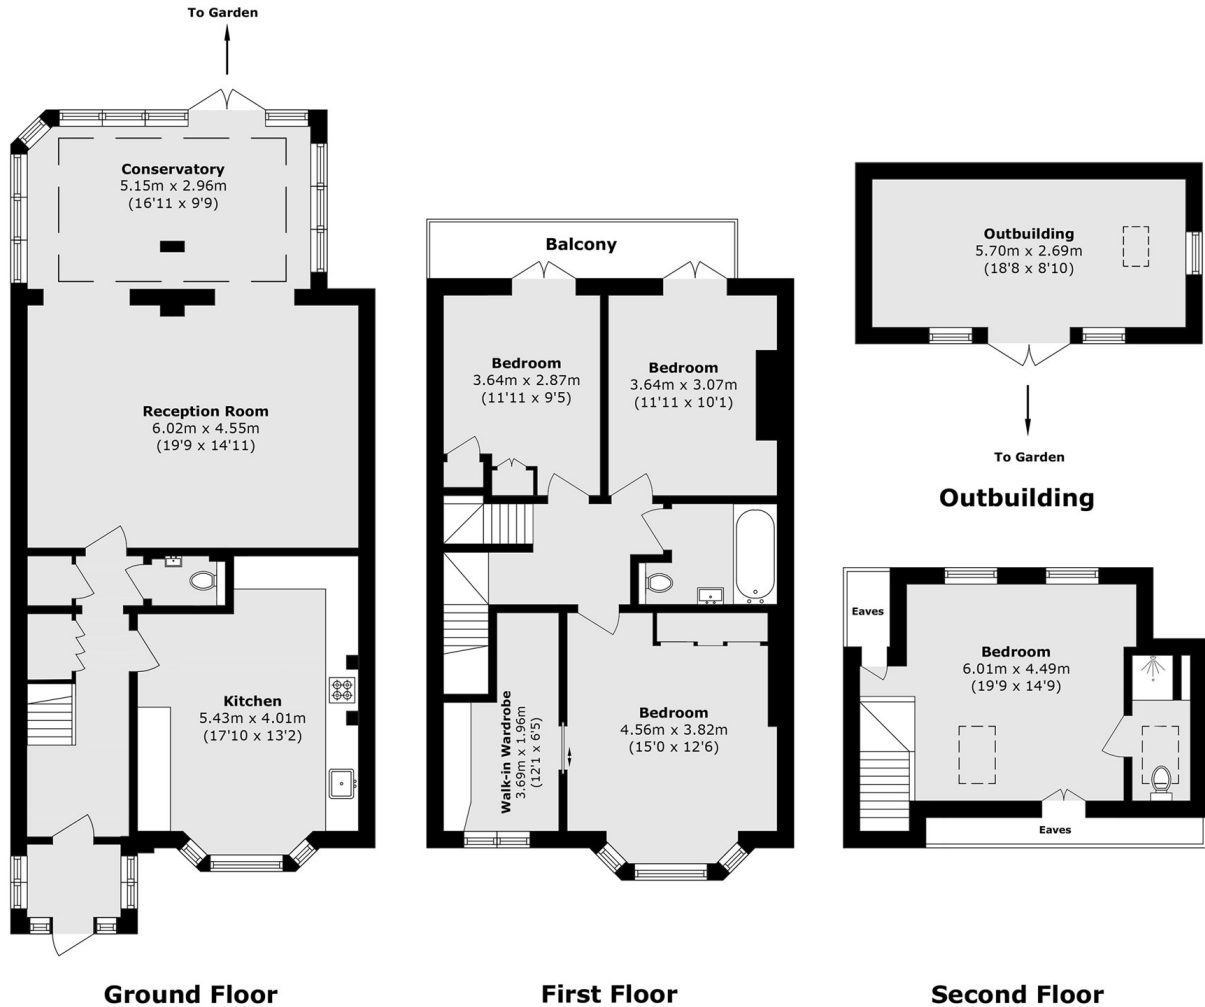 To Garden
Conservatory
5.15m x 2.96m
(16'11 x 9'9)
Reception Room
6.02m x 4.55m
(19'9 x 14'11)
Kitchen
5.43m x 4.01m
(17'10 x 13'2)
Ground Floor
Balcony
Bedroom
3.64m x 2.87m
(11'11 x 9'5)
Bedroom
3.64m x 3.07m
(11'11 x 10'1)
Walk-in Wardrobe
3.69m x 1.96m
(12'1 x 6'5)
Bedroom
4.56m x 3.82m
(15'0 x 12'6)
First Floor
Outbuilding
5.70m x 2.69m
(18'8 x 8'10)
To Garden
Outbuilding
Eaves
Bedroom
6.01m x 4.49m
(19'9 x 14'9)
Eaves
Second Floor